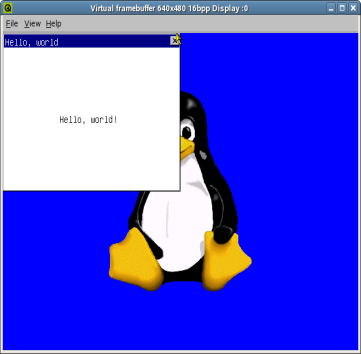 Virtual framebuffer 640x480 16bpp Display :0
File View Help
Hello, world
Hello, world!